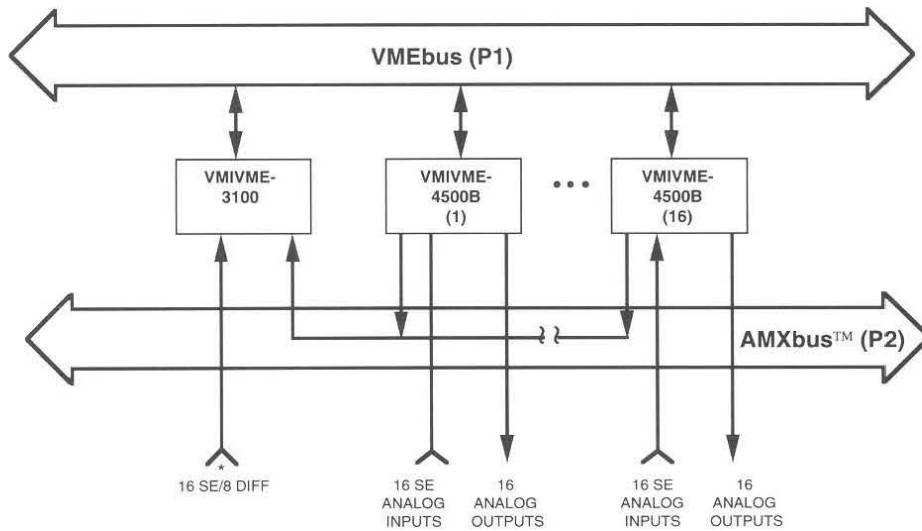 VMEbus (P1)
VMIVME-
3100
VMIVME-
4500B
(1)
•••
VMIVME-
4500B
(16)
AMXbus™ (P2)
*
16 SE/8 DIFF
16 SE
ANALOG
INPUTS
16
ANALOG
OUTPUTS
16 SE
ANALOG
INPUTS
16
ANALOG
OUTPUTS